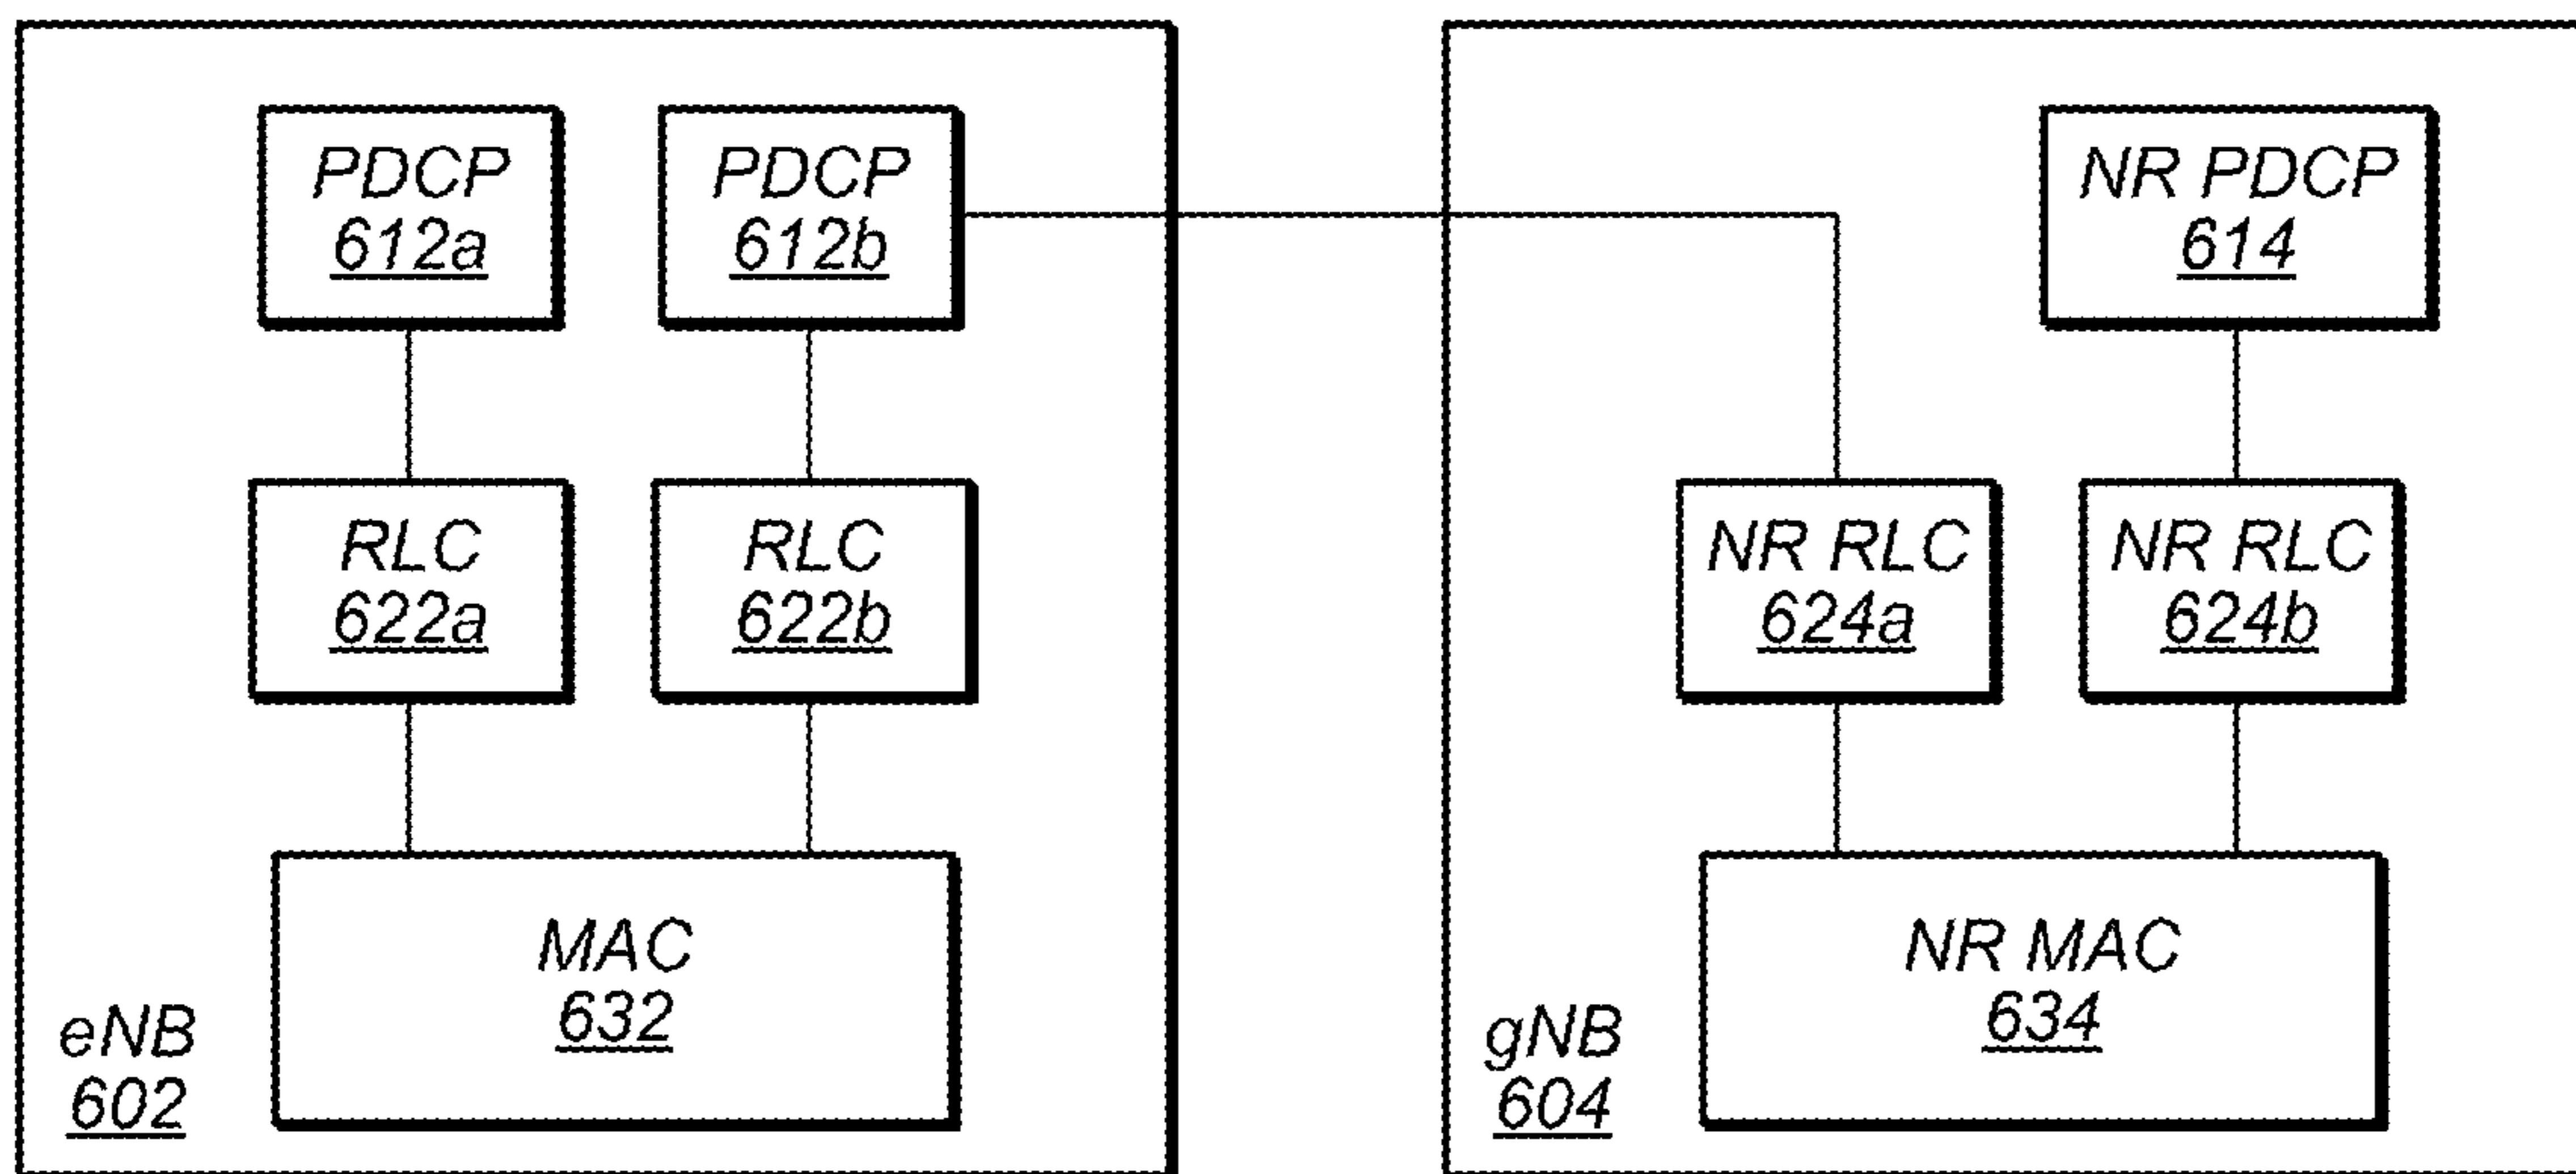 PDCP
612a
PDCP
612b
NR PDCP
614
RLC
622a
RLC
622b
NR RLC
624a
NR RLC
624b
MAC
632
NR MAC
634
eNB
602
gNB
604